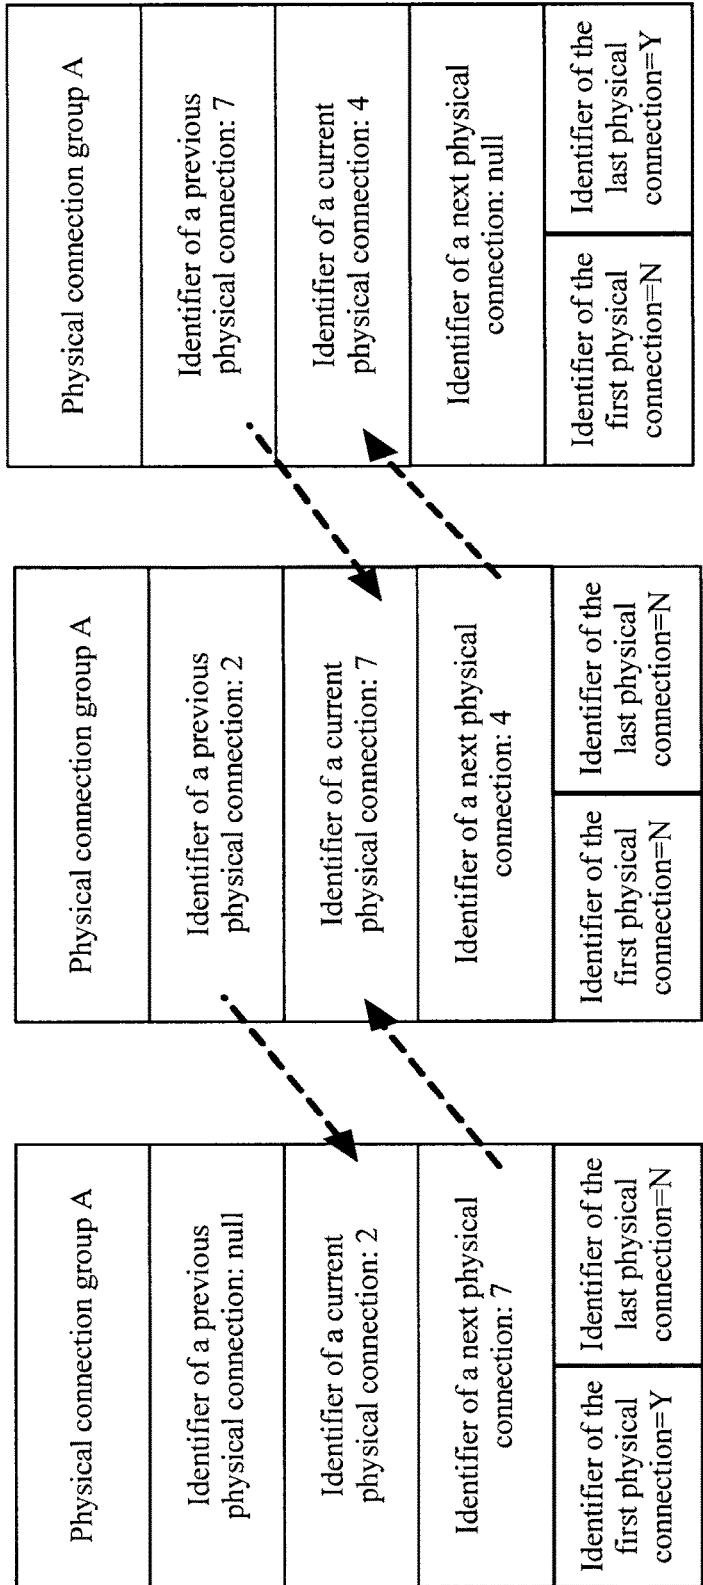 Physical connection group A
Identifier of a previous
physical connection: null
Identifier of a current
physical connection: 2
Identifier of a next physical
connection: 7
Identifier of the
first physical
connection=Y
Identifier of the
last physical
connection=N
Physical connection group A
Identifier of a previous
physical connection: 2
Identifier of a current
physical connection: 7
Identifier of a next physical
connection: 4
Identifier of the
first physical
connection=N
Identifier of the
last physical
connection=N
Physical connection group A
Identifier of a previous
physical connection: 7
Identifier of a current
physical connection: 4
Identifier of a next physical
connection: null
Identifier of the
first physical
connection=N
Identifier of the
last physical
connection=Y